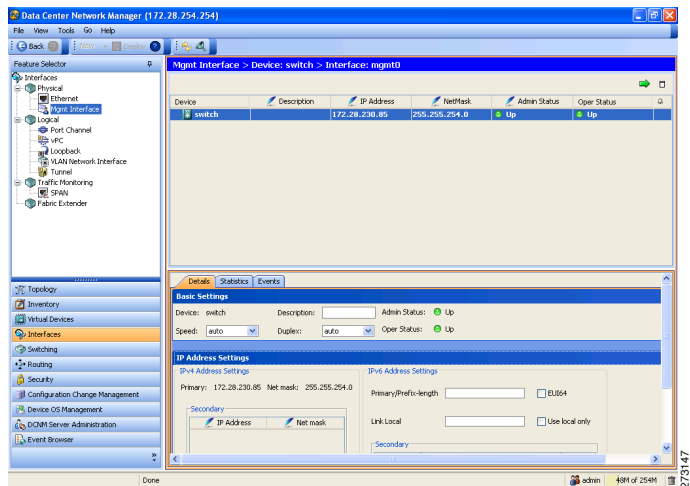 Data Center Network Manager (172.28.254.254)
File View Tools Go Help
Back New Deploy ?
Feature Selector
Interfaces
Physical
Ethernet
Mgmt Interface
Logical
Port Channel
vPC
Loopback
VLAN Network Interface
Tunnel
Traffic Monitoring
SPAN
Fabric Extender
Topology
Inventory
Virtual Devices
Interfaces
Switching
Routing
Security
Configuration Change Management
Device OS Management
DCNM Server Administration
Event Browser
Mgmt Interface > Device: switch > Interface: mgmt0
Device Description IP Address NetMask Admin Status Oper Status
switch 172.28.230.85 255.255.254.0 Up Up
Details Statistics Events
Basic Settings
Device: switch Description: Admin Status: Up
Speed: auto Duplex: auto Oper Status: Up
IP Address Settings
IPv4 Address Settings
Primary: 172.28.230.85 Net mask: 255.255.254.0
Secondary
IP Address Net mask
IPv6 Address Settings
Primary/Prefix-length EUI64
Link Local Use local only
Secondary
Done admin 48M of 254M
273147